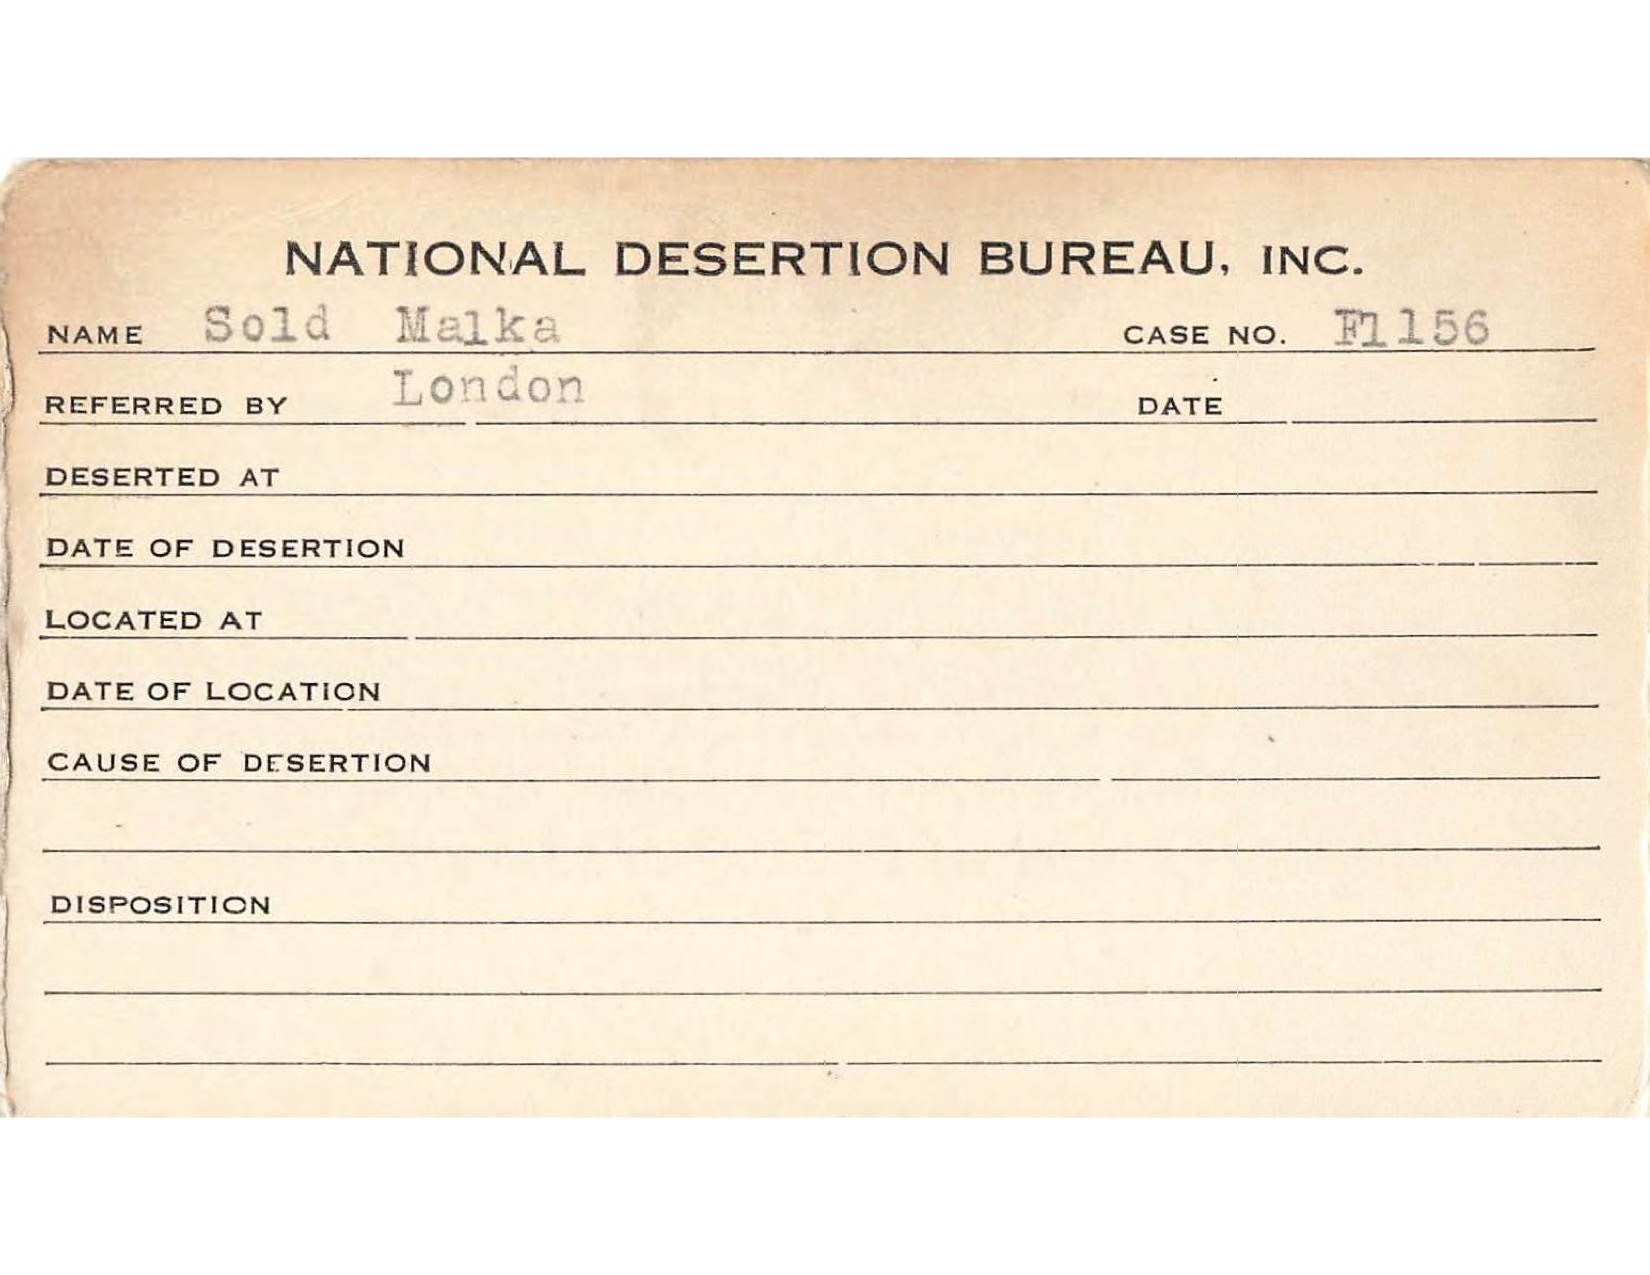 NATIONAL DESERTION BUREAU, INC.
NAME Sold Malka CASE NO. F1156
REFERRED BY London DATE
DESERTED AT
DATE OF DESERTION
LOCATED AT
DATE OF LOCATION
CAUSE OF DESERTION
DISPOSITION